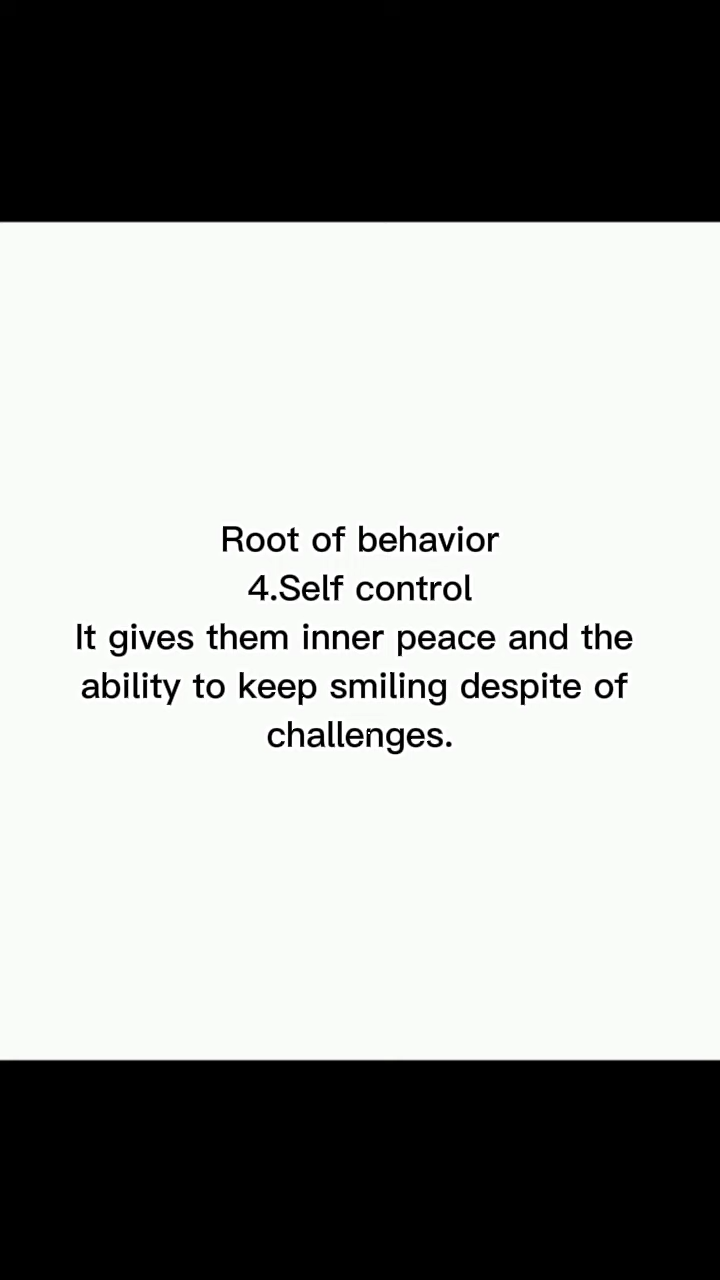 Root of behavior
4.Self control
It gives them inner peace and the
ability to keep smiling despite of
challenges.